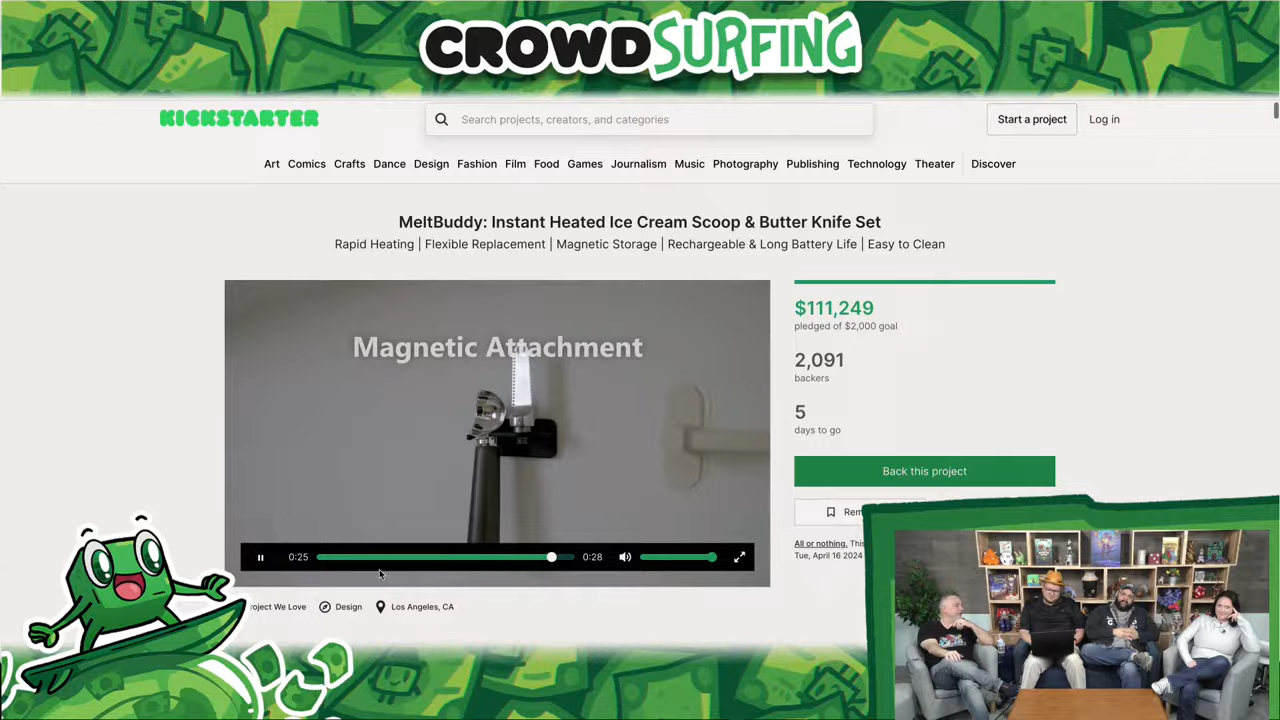 CROWDSURFING
KICKSTARTER
Search projects, creators, and categories
Start a project
Log in
Art Comics Crafts Dance Design Fashion Film Food Games Journalism Music Photography Publishing Technology Theater Discover
MeltBuddy: Instant Heated Ice Cream Scoop & Butter Knife Set
Rapid Heating | Flexible Replacement | Magnetic Storage | Rechargeable & Long Battery Life | Easy to Clean
Magnetic Attachment
0:25
0:28
$111,249
pledged of $2,000 goal
2,091
backers
5
days to go
Back this project
Rem
All or nothing. This
Tue, April 16 2024
roject We Love
Design
Los Angeles, CA